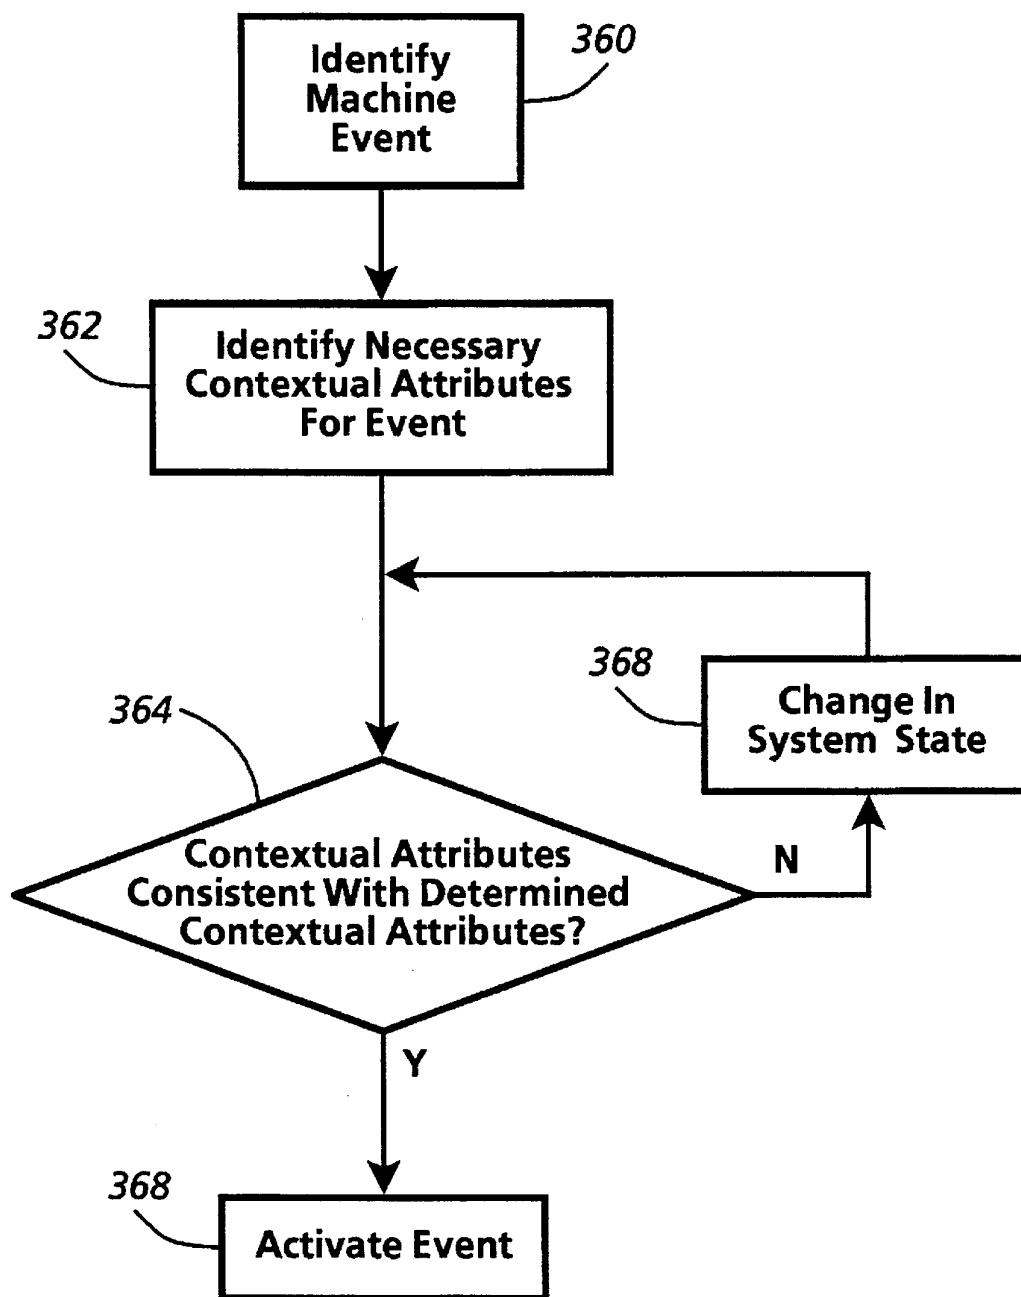 360
Identify
Machine
Event
362
Identify Necessary
Contextual Attributes
For Event
368
Change In
System State
364
Contextual Attributes
Consistent With Determined
Contextual Attributes?
N
Y
368
Activate Event